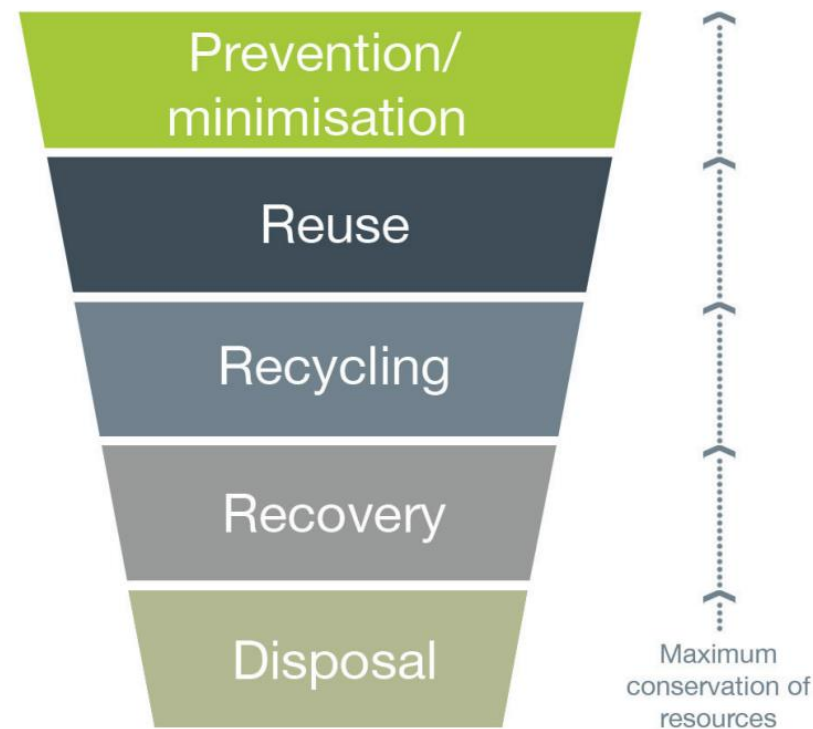 Prevention/
minimisation
Reuse
Recycling
Recovery
Disposal
Maximum
conservation of
resources